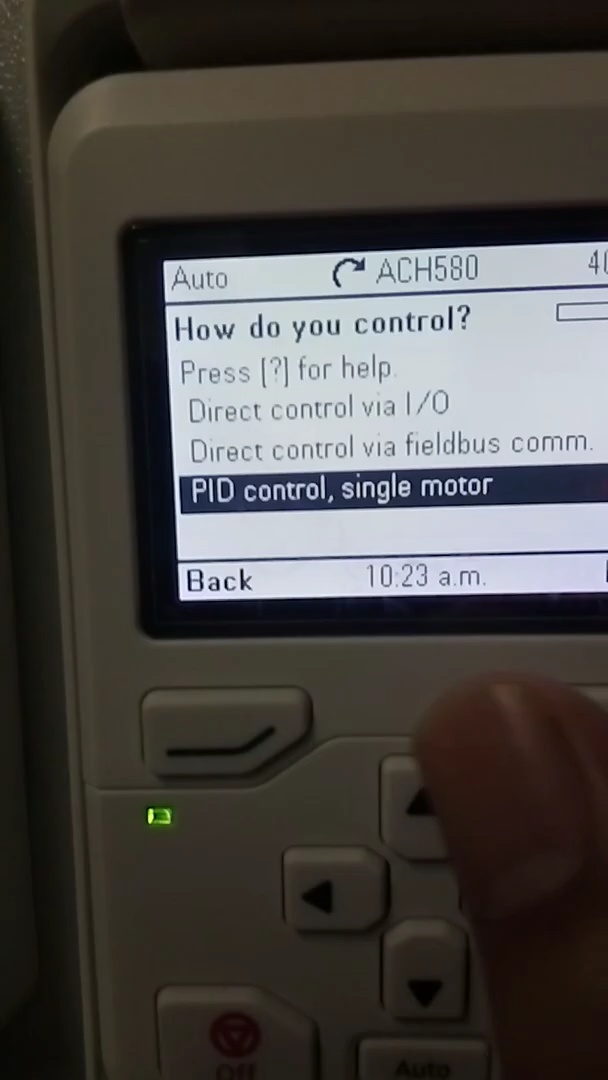 Auto ACH580 40
How do you control?
Press [?] for help.
Direct control via I/O
Direct control via fieldbus comm.
PID control, single motor
Back 10:23 a.m.
Off
Auto